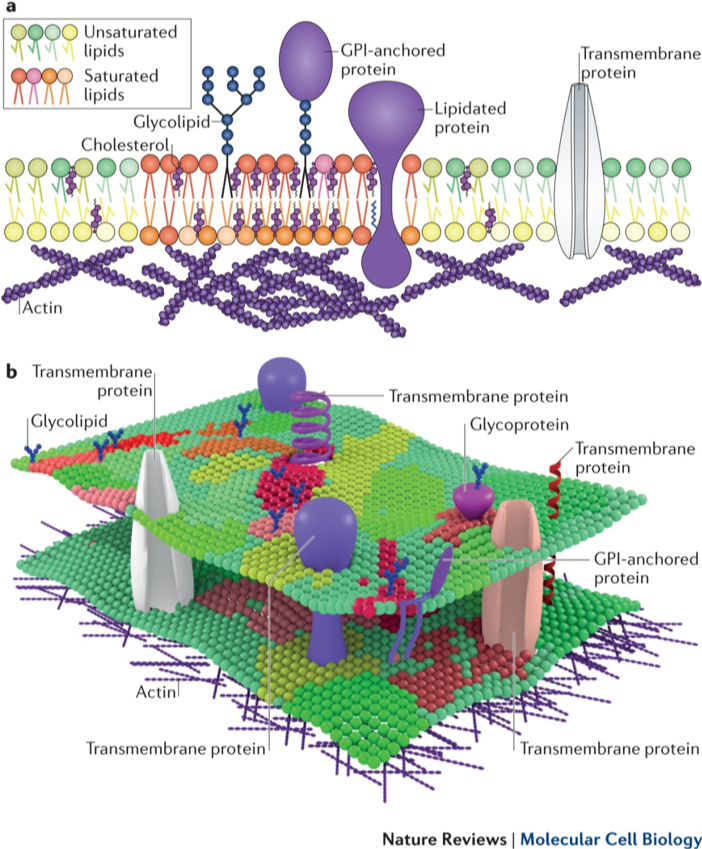 a
Unsaturated
lipids
Saturated
lipids
GPI-anchored
protein
Transmembrane
protein
Glycolipid
Lipidated
protein
Cholesterol
Actin
b
Transmembrane
protein
Transmembrane protein
Glycolipid
Glycoprotein
Transmembrane
protein
GPI-anchored
protein
Actin
Transmembrane protein
Transmembrane protein
Nature Reviews | Molecular Cell Biology